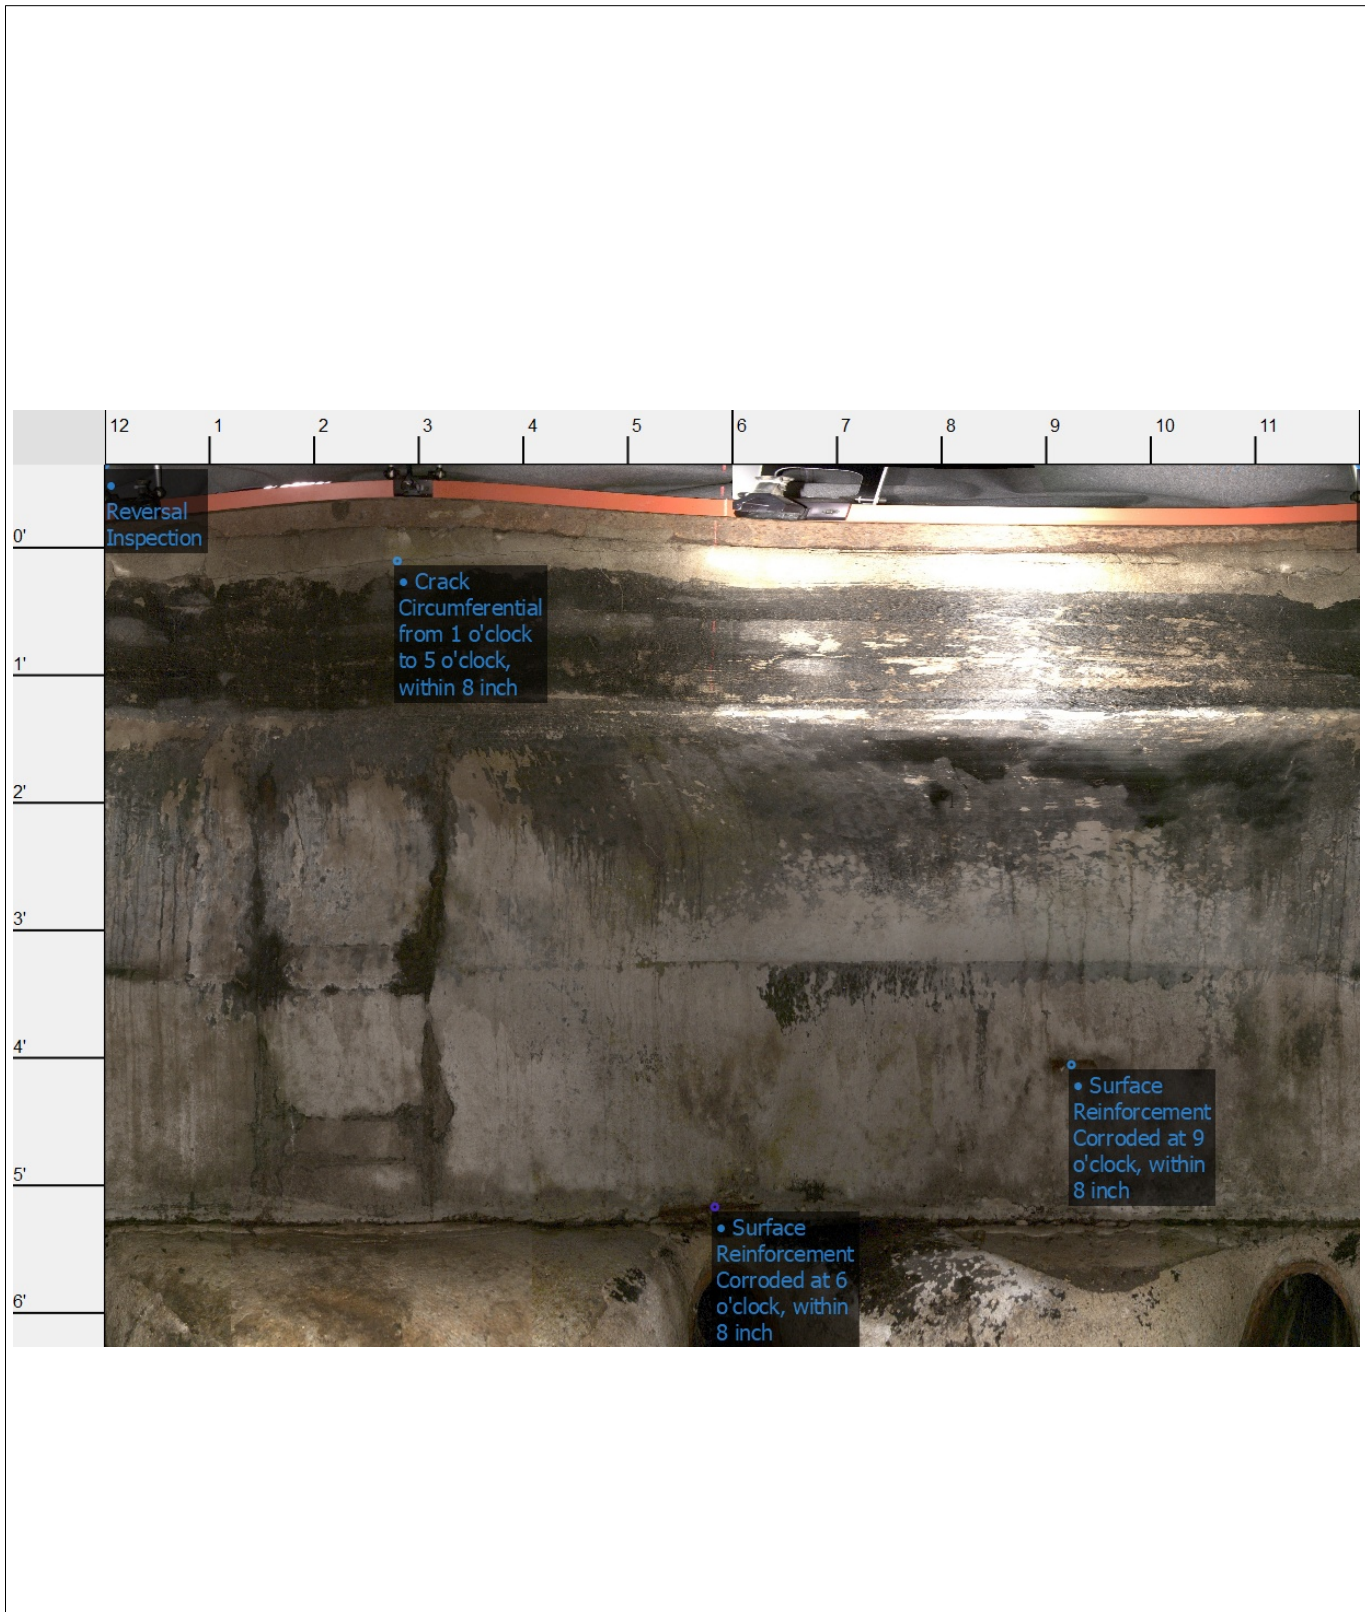 12 1 2 3 4 5 6 7 8 9 10 11
• 
Reversal
Inspection
0'
• Crack
Circumferential
from 1 o'clock
to 5 o'clock,
within 8 inch
1'
2'
3'
4'
• Surface
Reinforcement
Corroded at 9
o'clock, within
8 inch
5'
• Surface
Reinforcement
Corroded at 6
o'clock, within
8 inch
6'